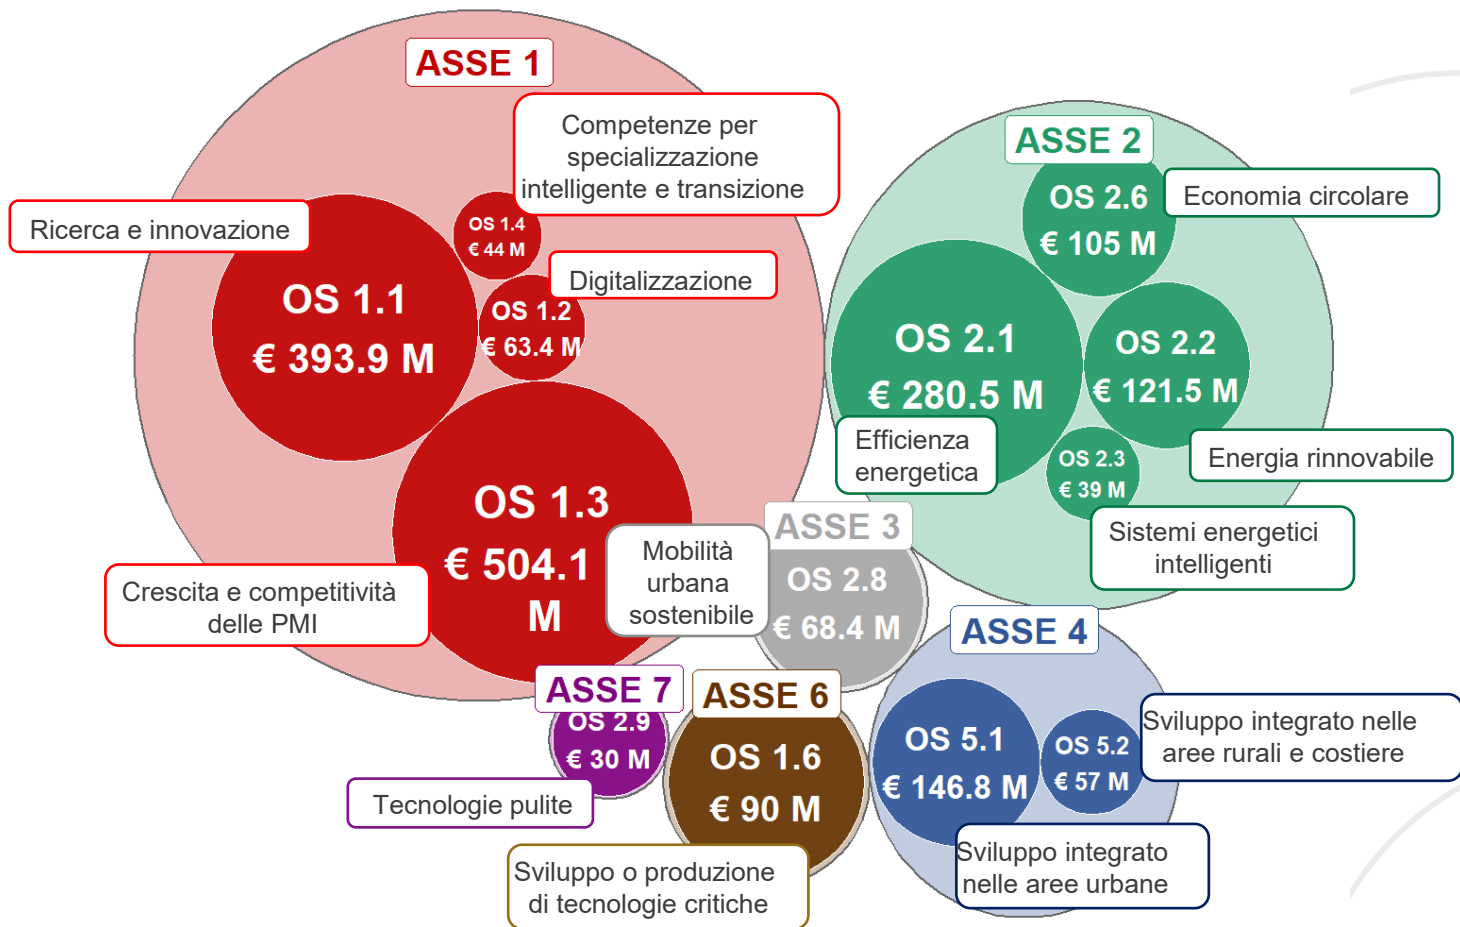 ASSE 1
Competenze per
specializzazione
intelligente e transizione
Ricerca e innovazione
OS 1.4
€ 44 M
Digitalizzazione
OS 1.1
€ 393.9 M
OS 1.2
€ 63.4 M
OS 1.3
€ 504.1
M
Crescita e competitività
delle PMI
ASSE 2
OS 2.6
€ 105 M
Economia circolare
OS 2.1
€ 280.5 M
OS 2.2
€ 121.5 M
Efficienza
energetica
Energia rinnovabile
OS 2.3
€ 39 M
Sistemi energetici
intelligenti
ASSE 3
Mobilità
urbana
sostenibile
OS 2.8
€ 68.4 M
ASSE 4
OS 5.1
€ 146.8 M
OS 5.2
€ 57 M
Sviluppo integrato nelle
aree rurali e costiere
Sviluppo integrato
nelle aree urbane
ASSE 7
OS 2.9
€ 30 M
Tecnologie pulite
ASSE 6
OS 1.6
€ 90 M
Sviluppo o produzione
di tecnologie critiche